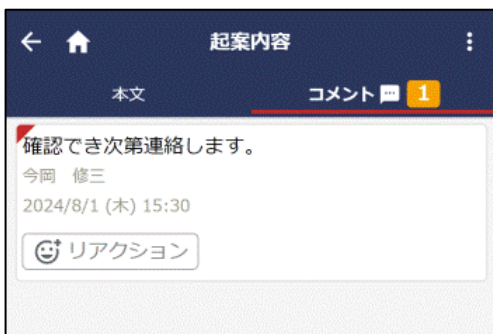 起案内容
本文
コメント 1
確認でき次第連絡します。
今岡 修三
2024/8/1 (木) 15:30
リアクション